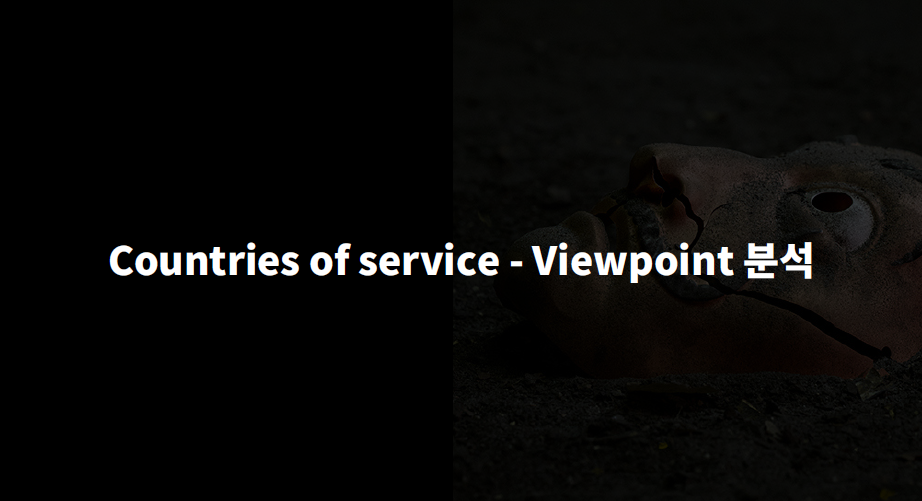 Countries of service - Viewpoint 분석